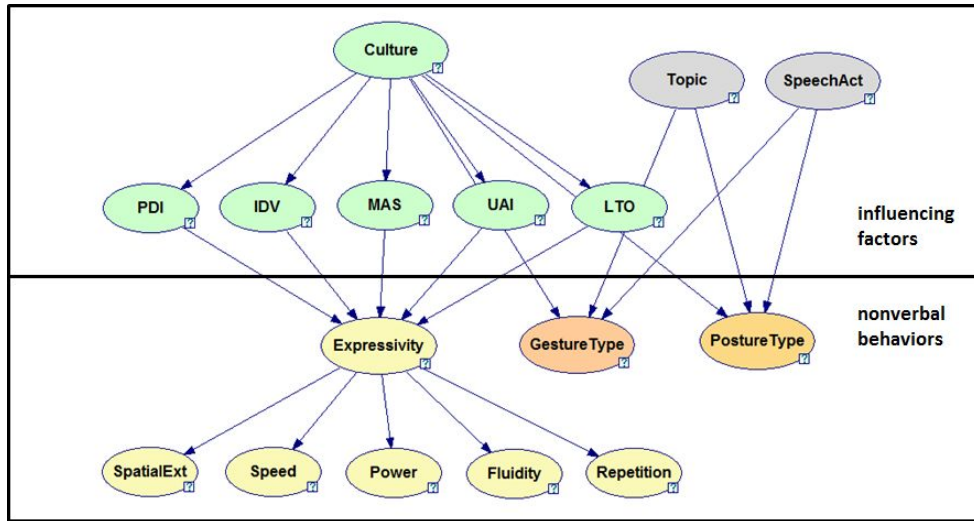 Culture
Topic
SpeechAct
PDI
IDV
MAS
UAI
LTO
influencing
factors
nonverbal
behaviors
Expressivity
GestureType
PostureType
SpatialExt
Speed
Power
Fluidity
Repetition